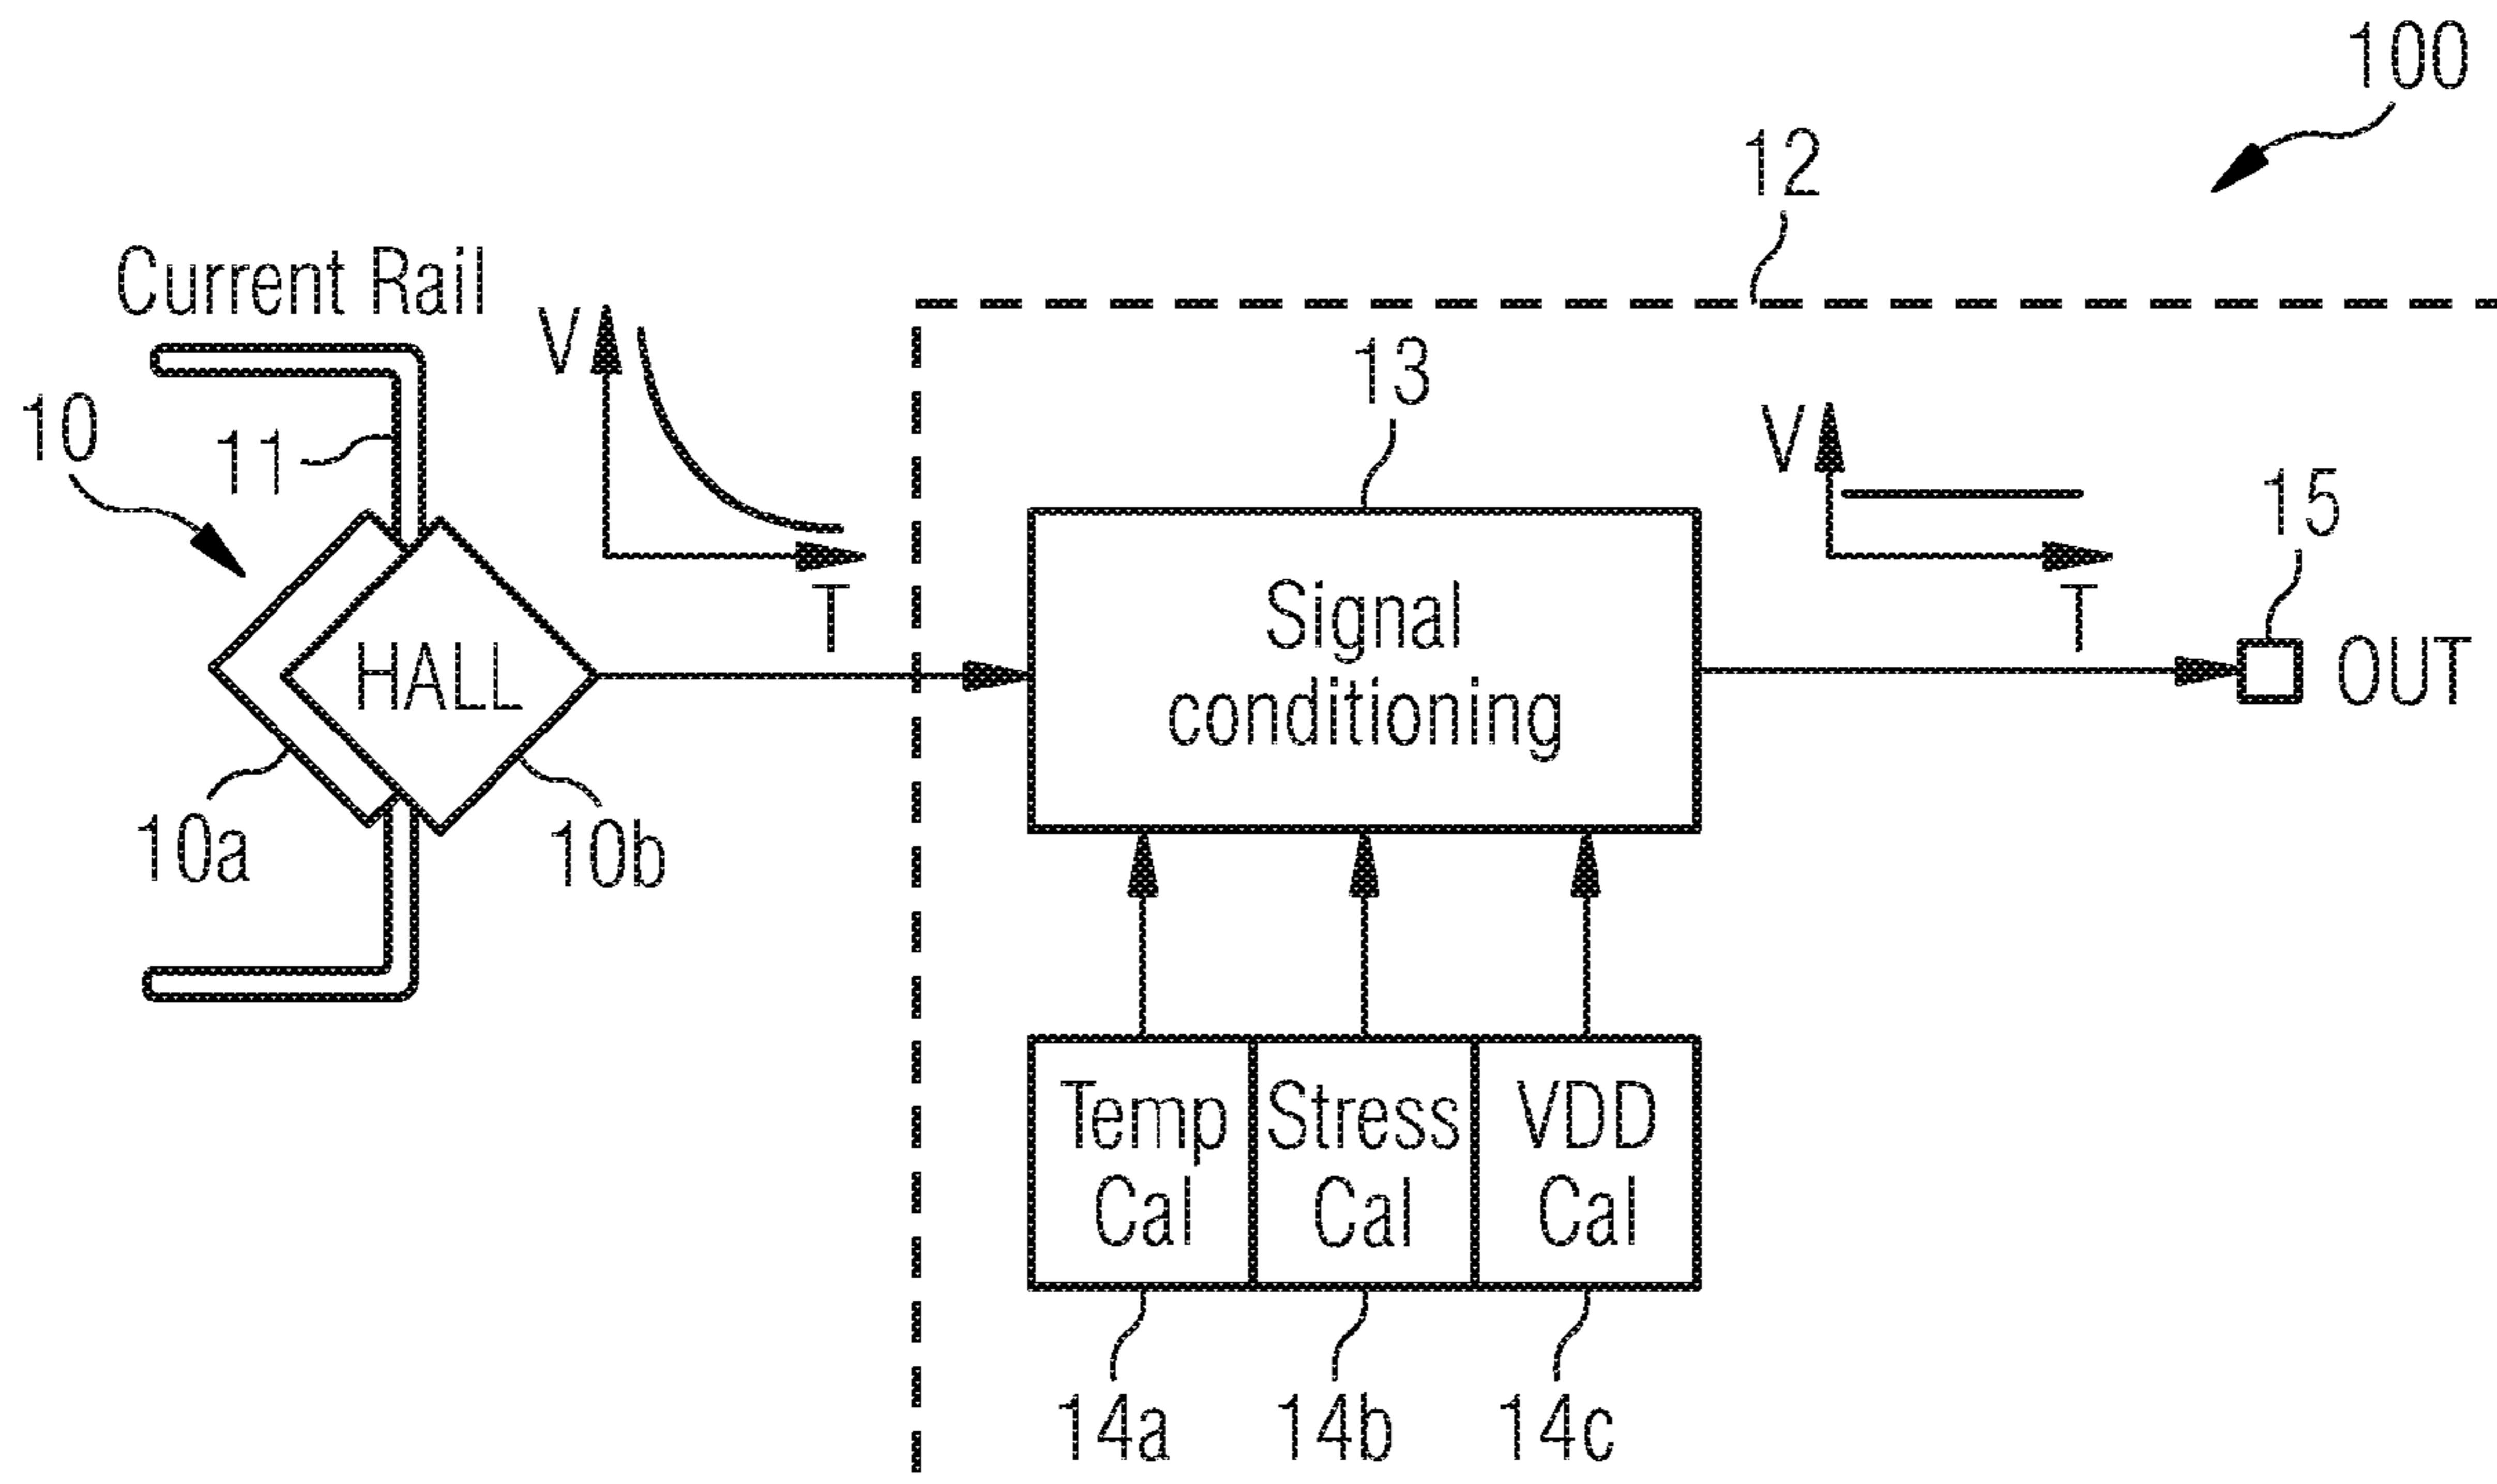 100
12
Current Rail
V
13
10
11
V
15
T
HALL
Signal
conditioning
T
OUT
10a
10b
Temp
Cal
Stress
Cal
VDD
Cal
14a
14b
14c